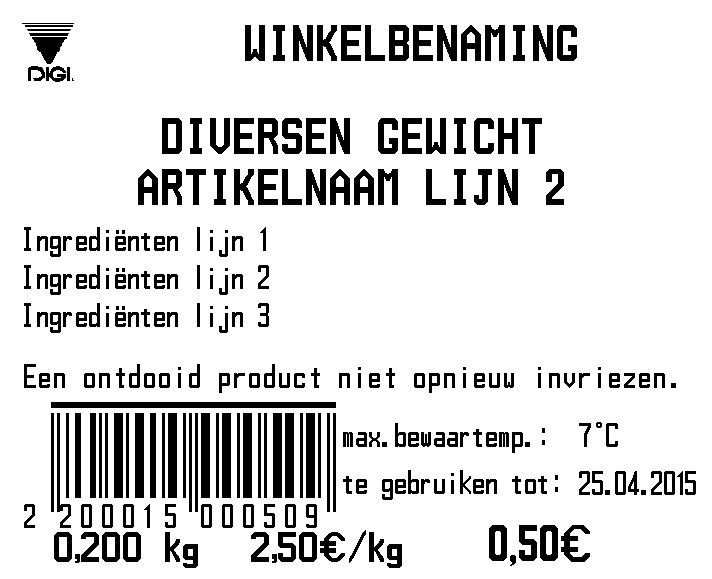 DIGI.
WINKELBENAMING
DIVERSEN GEWICHT
ARTIKELNAAM LIJN 2
Ingrediënten lijn 1
Ingrediënten lijn 2
Ingrediënten lijn 3
Een ontdooid product niet opnieuw invriezen.
max.bewaartemp.: 7°C
te gebruiken tot: 25.04.2015
2 200015 000509
0,200 kg 2,50€/kg 0,50€